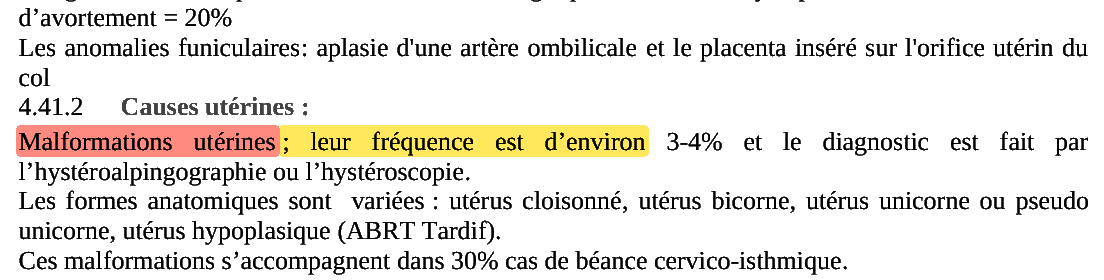 d’avortement = 20%
Les anomalies funiculaires: aplasie d'une artère ombilicale et le placenta inséré sur l'orifice utérin du
col
4.41.2 Causes utérines :
Malformations utérines ; leur fréquence est d’environ 3-4% et le diagnostic est fait par
l’hystéroalpingographie ou l’hystéroscopie.
Les formes anatomiques sont variées : utérus cloisonné, utérus bicorne, utérus unicorne ou pseudo
unicorne, utérus hypoplasique (ABRT Tardif).
Ces malformations s’accompagnent dans 30% cas de béance cervico-isthmique.